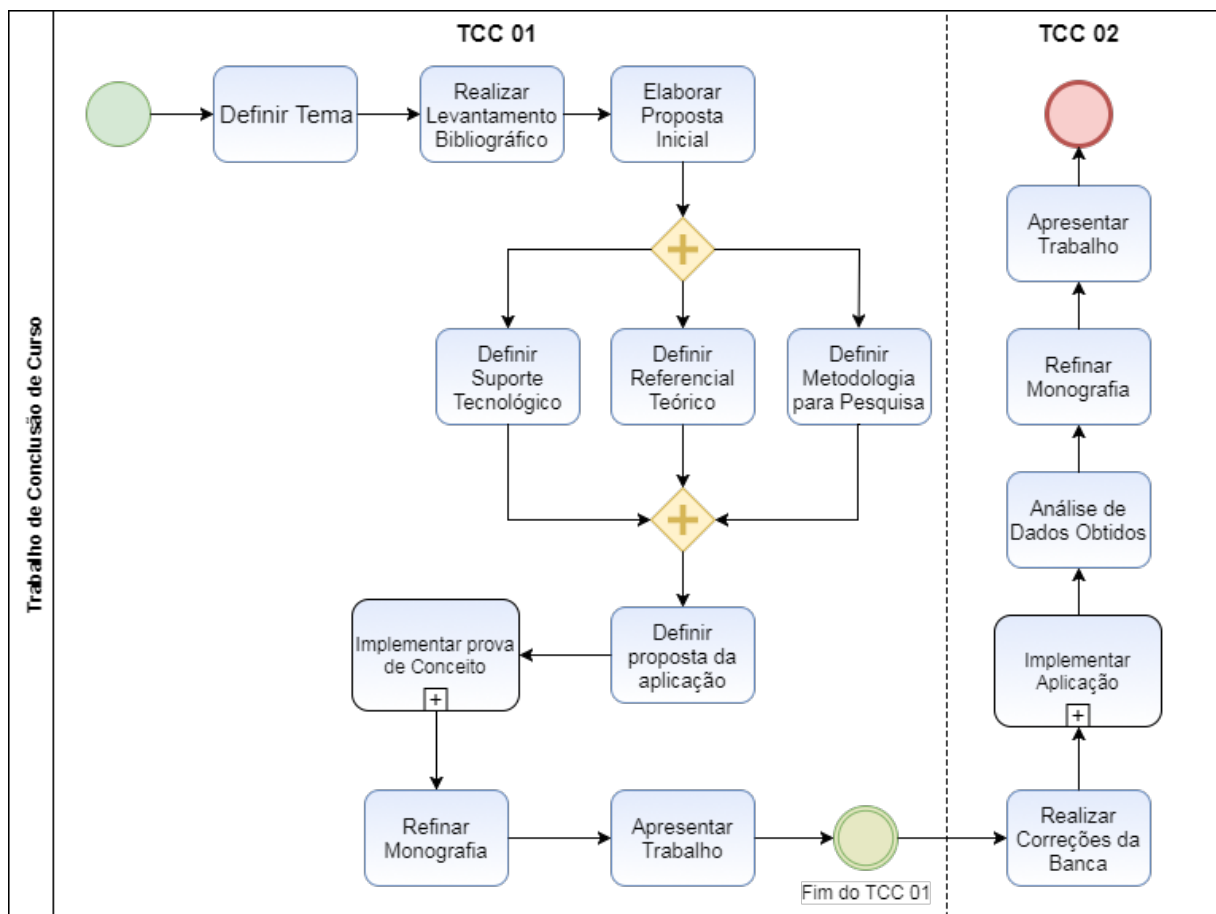 Trabalho de Conclusão de Curso
TCC 01
Definir Tema
Realizar
Levantamento
Bibliográfico
Elaborar
Proposta
Inicial
Definir
Suporte
Tecnológico
Definir
Referencial
Teórico
Definir
Metodologia
para Pesquisa
Definir
proposta da
aplicação
Implementar prova
de Conceito
Refinar
Monografia
Apresentar
Trabalho
Fim do TCC 01
TCC 02
Realizar
Correções da
Banca
Implementar
Aplicação
Análise de
Dados Obtidos
Refinar
Monografia
Apresentar
Trabalho